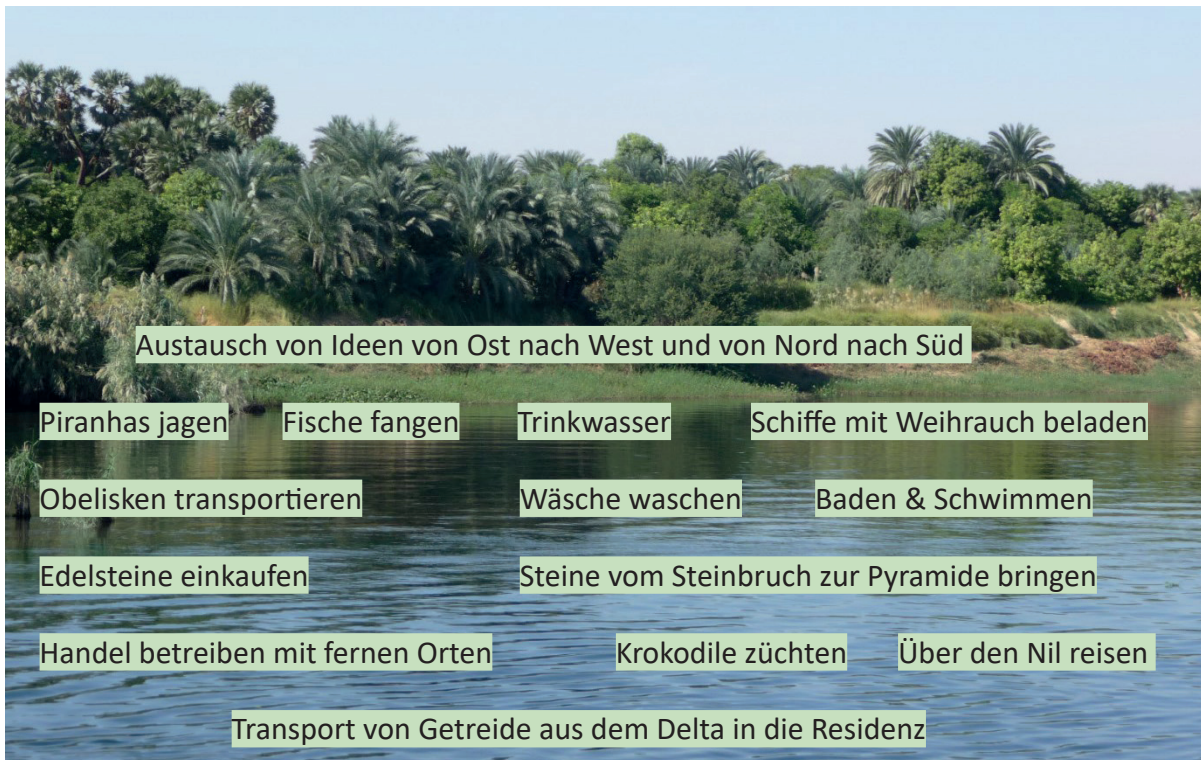 Austausch von Ideen von Ost nach West und von Nord nach Süd
Piranhas jagen Fische fangen Trinkwasser Schiffe mit Weihrauch beladen
Obelisken transportieren Wäsche waschen Baden & Schwimmen
Edelsteine einkaufen Steine vom Steinbruch zur Pyramide bringen
Handel betreiben mit fernen Orten Krokodile züchten Über den Nil reisen
Transport von Getreide aus dem Delta in die Residenz